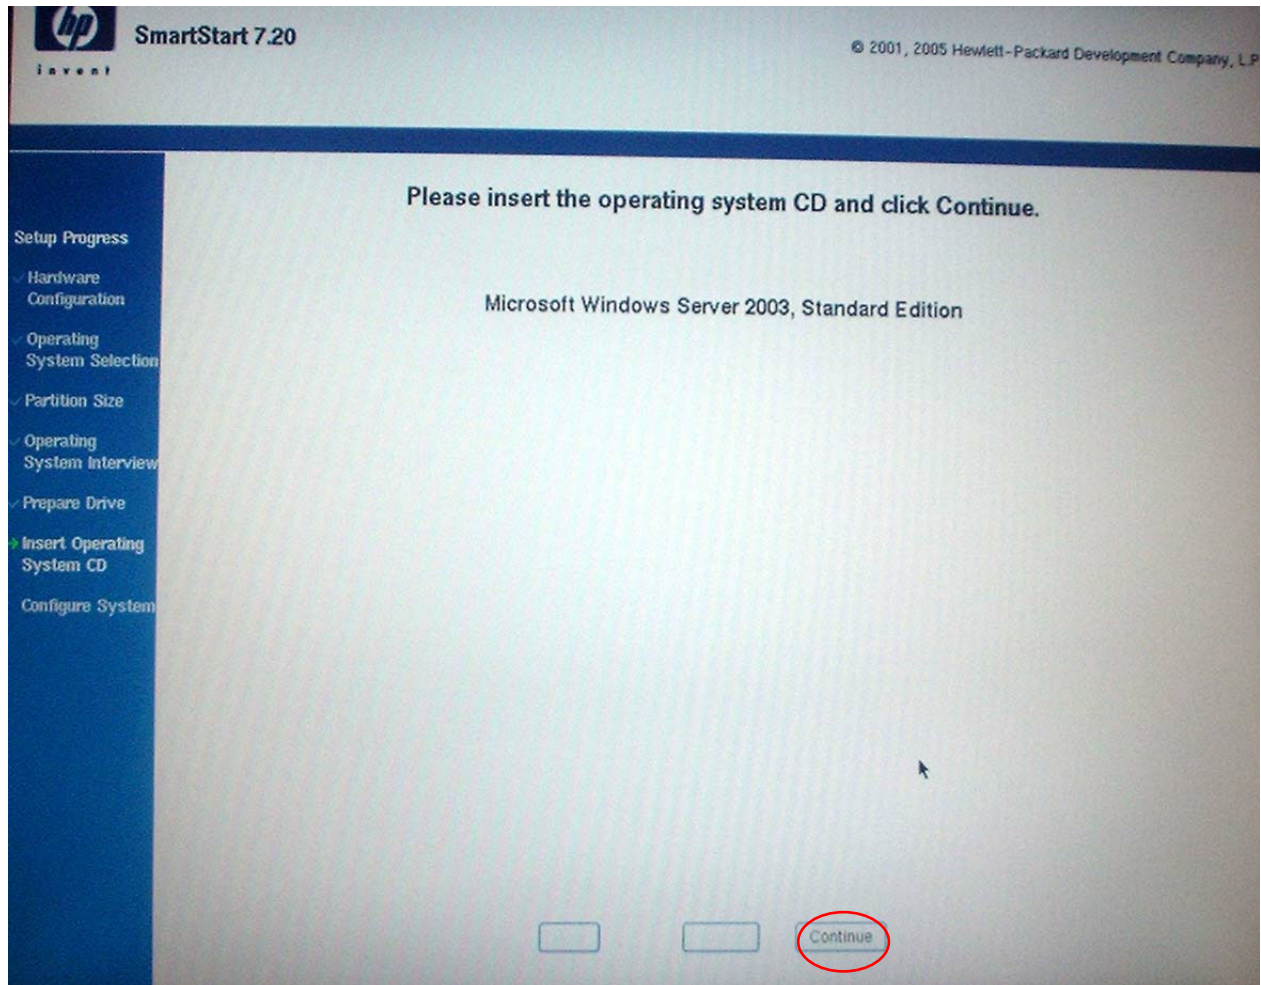 hp
SmartStart 7.20
© 2001, 2005 Hewlett-Packard Development Company, L.P
invent
Please insert the operating system CD and click Continue.
Setup Progress
Hardware
Configuration
Microsoft Windows Server 2003, Standard Edition
Operating
System Selection
Partition Size
Operating
System Interview
Prepare Drive
Insert Operating
System CD
Configure System
Continue